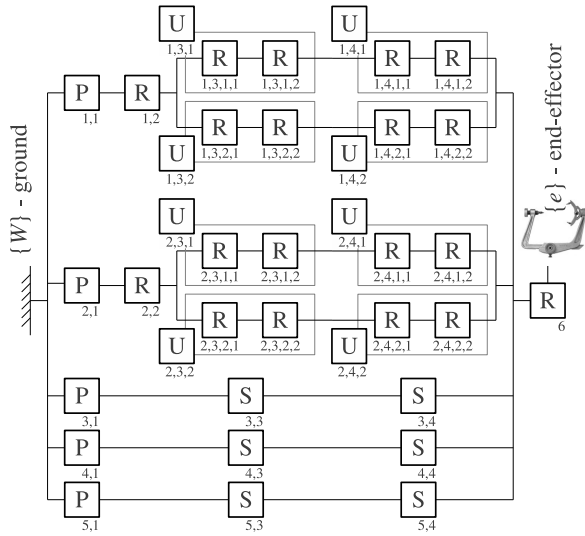 U U
1,3,1 1,4,1
R R R R
1,3,1,1 1,3,1,2 1,4,1,1 1,4,1,2
P R
1,1 1,2
R R R R
1,3,2,1 1,3,2,2 1,4,2,1 1,4,2,2
U U
1,3,2 1,4,2
{W} - ground
{e} - end-effector
U U
2,3,1 2,4,1
R R R R
2,3,1,1 2,3,1,2 2,4,1,1 2,4,1,2
P R R
2,1 2,2 6
R R R R
2,3,2,1 2,3,2,2 2,4,2,1 2,4,2,2
U U
2,3,2 2,4,2
P S S
3,1 3,3 3,4
P S S
4,1 4,3 4,4
P S S
5,1 5,3 5,4